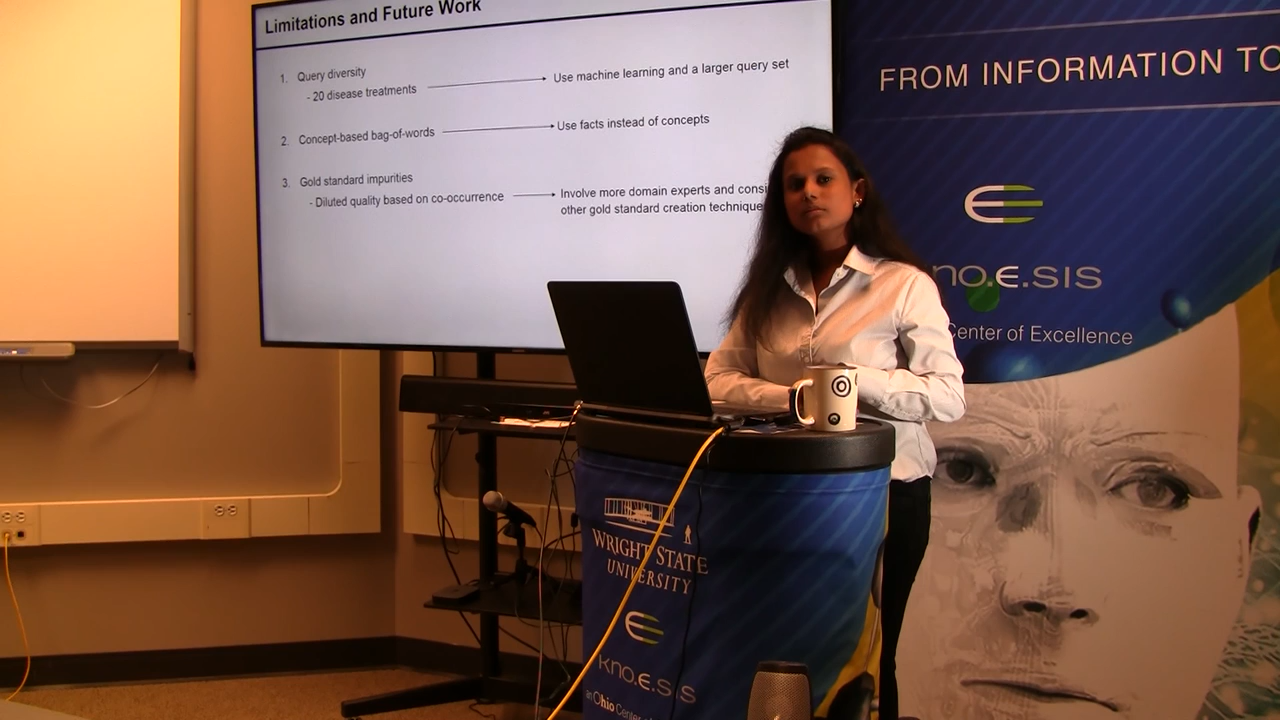 Limitations and Future Work
1. Query diversity
- 20 disease treatments
Use machine learning and a larger query set
2. Concept-based bag-of-words
Use facts instead of concepts
3. Gold standard impurities
- Diluted quality based on co-occurrence
Involve more domain experts and consi
other gold standard creation technique
FROM INFORMATION TO
no.e.sis
Center of Excellence
WRIGHT STATE
UNIVERSITY
kno.e.sis
an Ohio Center